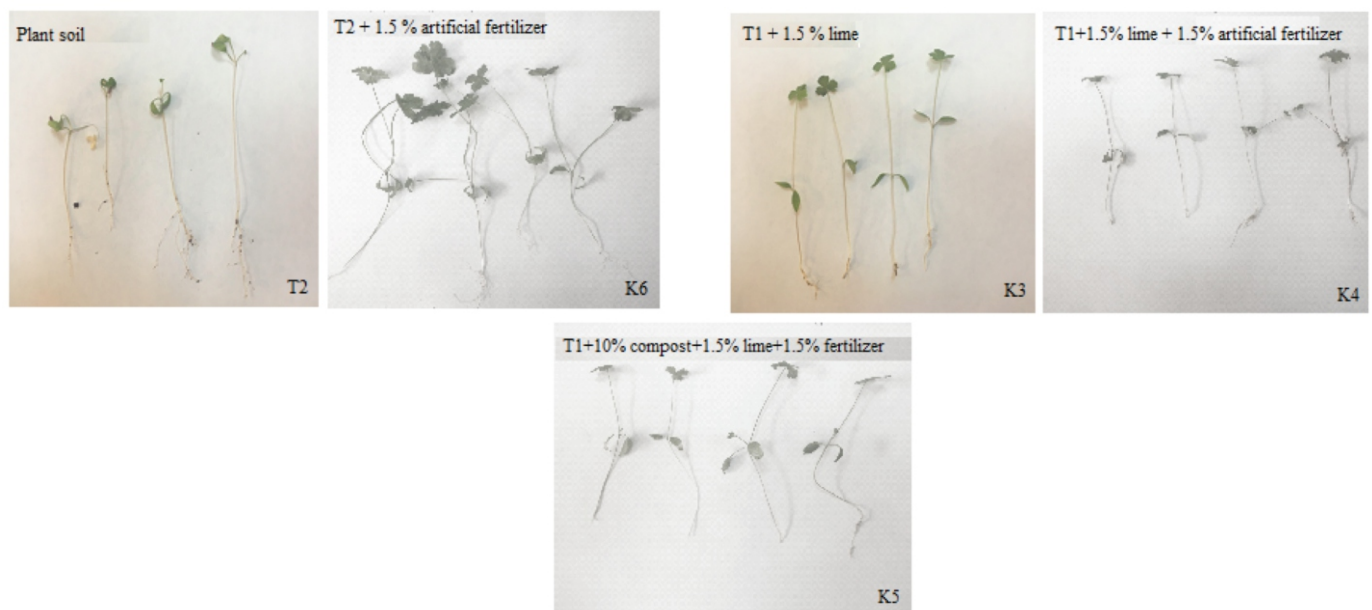 Plant soil
T2
T2 + 1.5 % artificial fertilizer
K6
T1 + 1.5 % lime
K3
T1+1.5% lime + 1.5% artificial fertilizer
K4
T1+10% compost+1.5% lime+1.5% fertilizer
K5